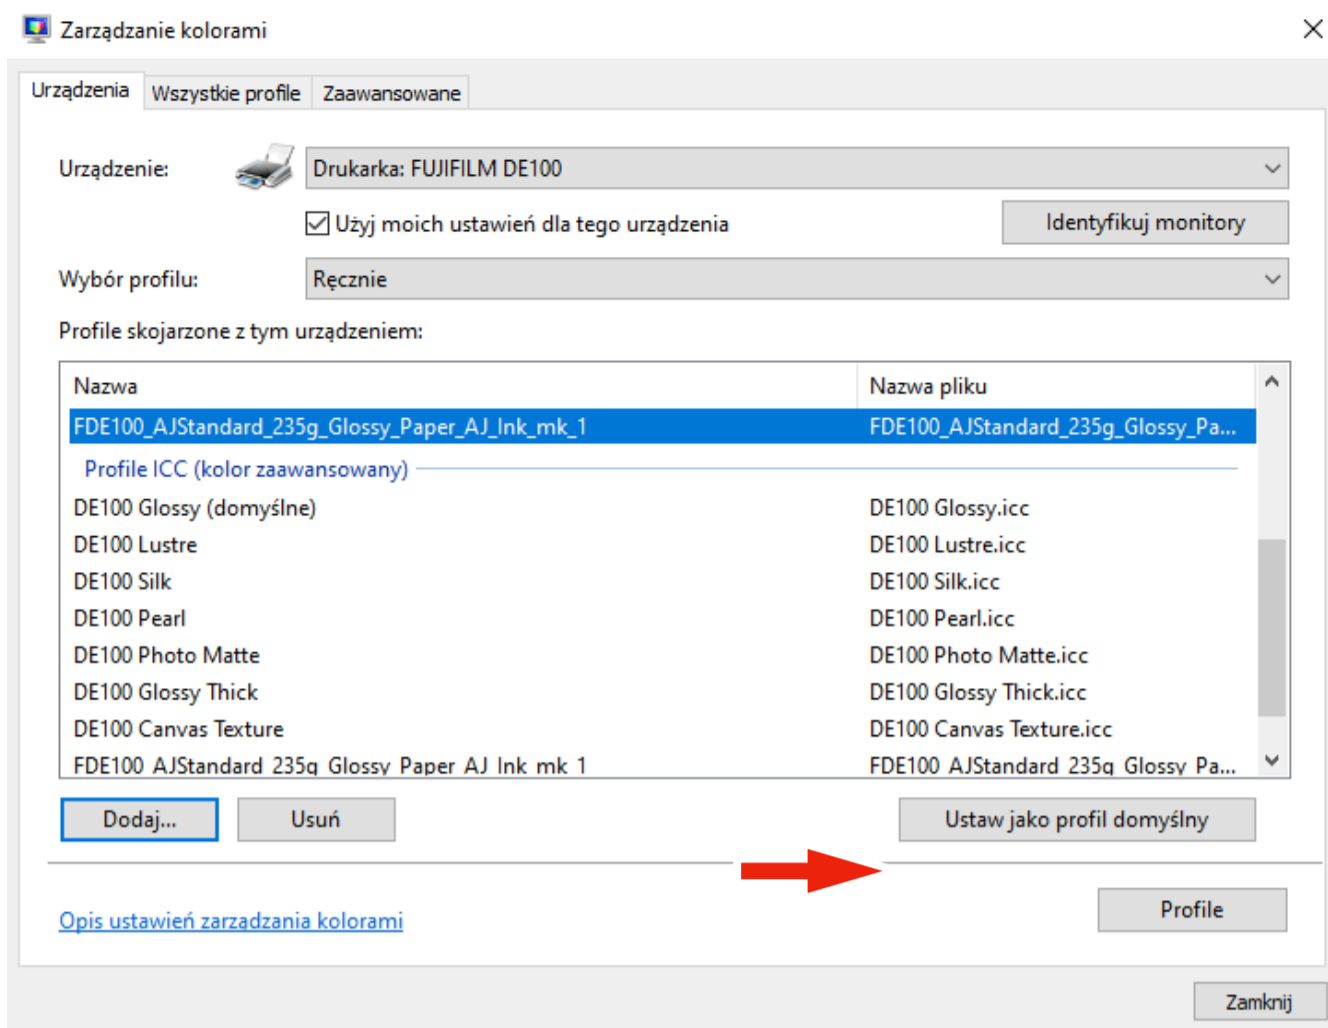 Zarządzanie kolorami
Urządzenia
Wszystkie profile
Zaawansowane
Urządzenie:
Drukarka: FUJIFILM DE100
Użyj moich ustawień dla tego urządzenia
Identyfikuj monitory
Wybór profilu:
Ręcznie
Profile skojarzone z tym urządzeniem:
Nazwa
Nazwa pliku
FDE100_AJStandard_235g_Glossy_Paper_AJ_Ink_mk_1
FDE100_AJStandard_235g_Glossy_Pa...
Profile ICC (kolor zaawansowany)
DE100 Glossy (domyślne)
DE100 Glossy.icc
DE100 Lustre
DE100 Lustre.icc
DE100 Silk
DE100 Silk.icc
DE100 Pearl
DE100 Pearl.icc
DE100 Photo Matte
DE100 Photo Matte.icc
DE100 Glossy Thick
DE100 Glossy Thick.icc
DE100 Canvas Texture
DE100 Canvas Texture.icc
FDE100_AJStandard_235g_Glossy_Paper_AJ_Ink_mk_1
FDE100_AJStandard_235g_Glossy_Pa...
Dodaj...
Usuń
Ustaw jako profil domyślny
Opis ustawień zarządzania kolorami
Profile
Zamknij